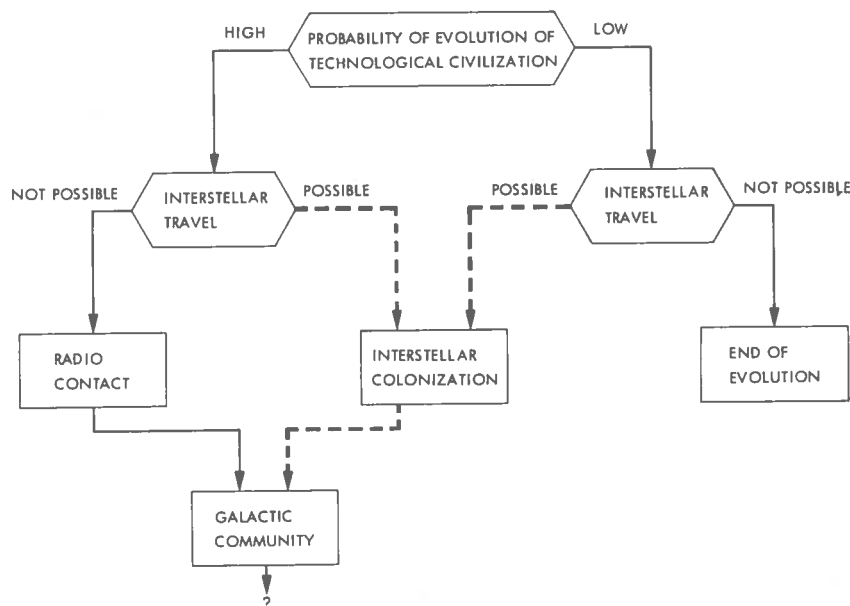 HIGH
PROBABILITY OF EVOLUTION OF
TECHNOLOGICAL CIVILIZATION
LOW
NOT POSSIBLE
INTERSTELLAR
TRAVEL
POSSIBLE
POSSIBLE
INTERSTELLAR
TRAVEL
NOT POSSIBLE
RADIO
CONTACT
INTERSTELLAR
COLONIZATION
END OF
EVOLUTION
GALACTIC
COMMUNITY
?